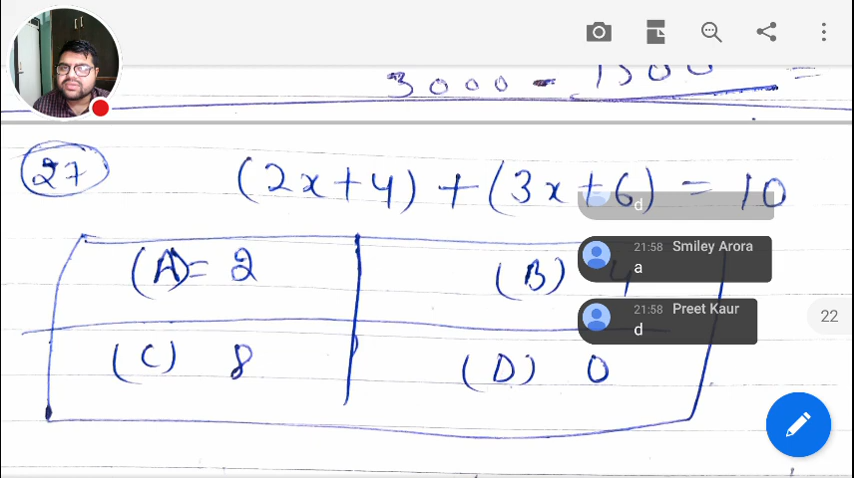 3000 - 1500 =
27 (2x+4) + (3x+6) = 10
d
(A) = 2 (B) 4
21:58 Smiley Arora
a
21:58 Preet Kaur
d
22
(C) 8 (D) 0